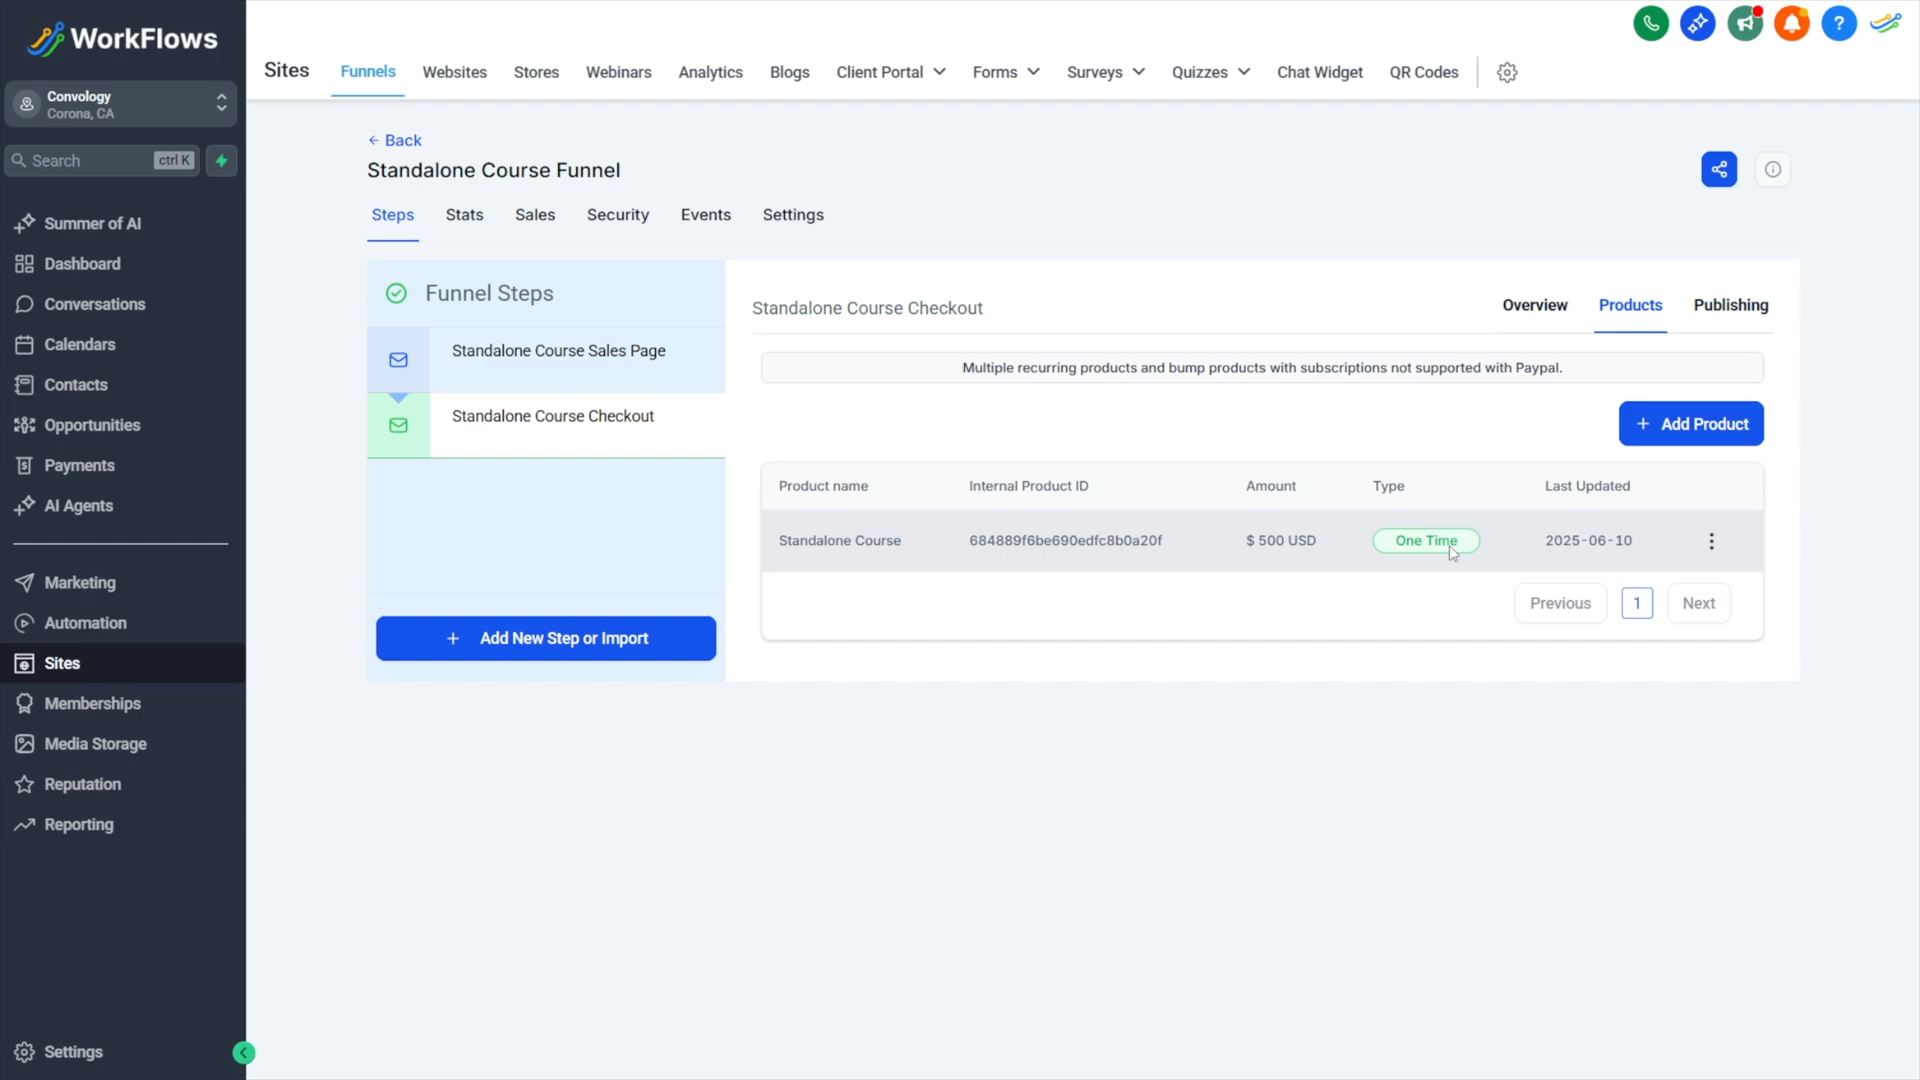 WorkFlows
Convology
Corona, CA
Search ctrl K
Summer of AI
Dashboard
Conversations
Calendars
Contacts
Opportunities
Payments
AI Agents
Marketing
Automation
Sites
Memberships
Media Storage
Reputation
Reporting
Settings
Sites Funnels Websites Stores Webinars Analytics Blogs Client Portal Forms Surveys Quizzes Chat Widget QR Codes
← Back
Standalone Course Funnel
Steps Stats Sales Security Events Settings
Funnel Steps
Standalone Course Sales Page
Standalone Course Checkout
+ Add New Step or Import
Standalone Course Checkout
Overview Products Publishing
Multiple recurring products and bump products with subscriptions not supported with Paypal.
+ Add Product
Product name Internal Product ID Amount Type Last Updated
Standalone Course 684889f6be690edfc8b0a20f $ 500 USD One Time 2025-06-10
Previous 1 Next